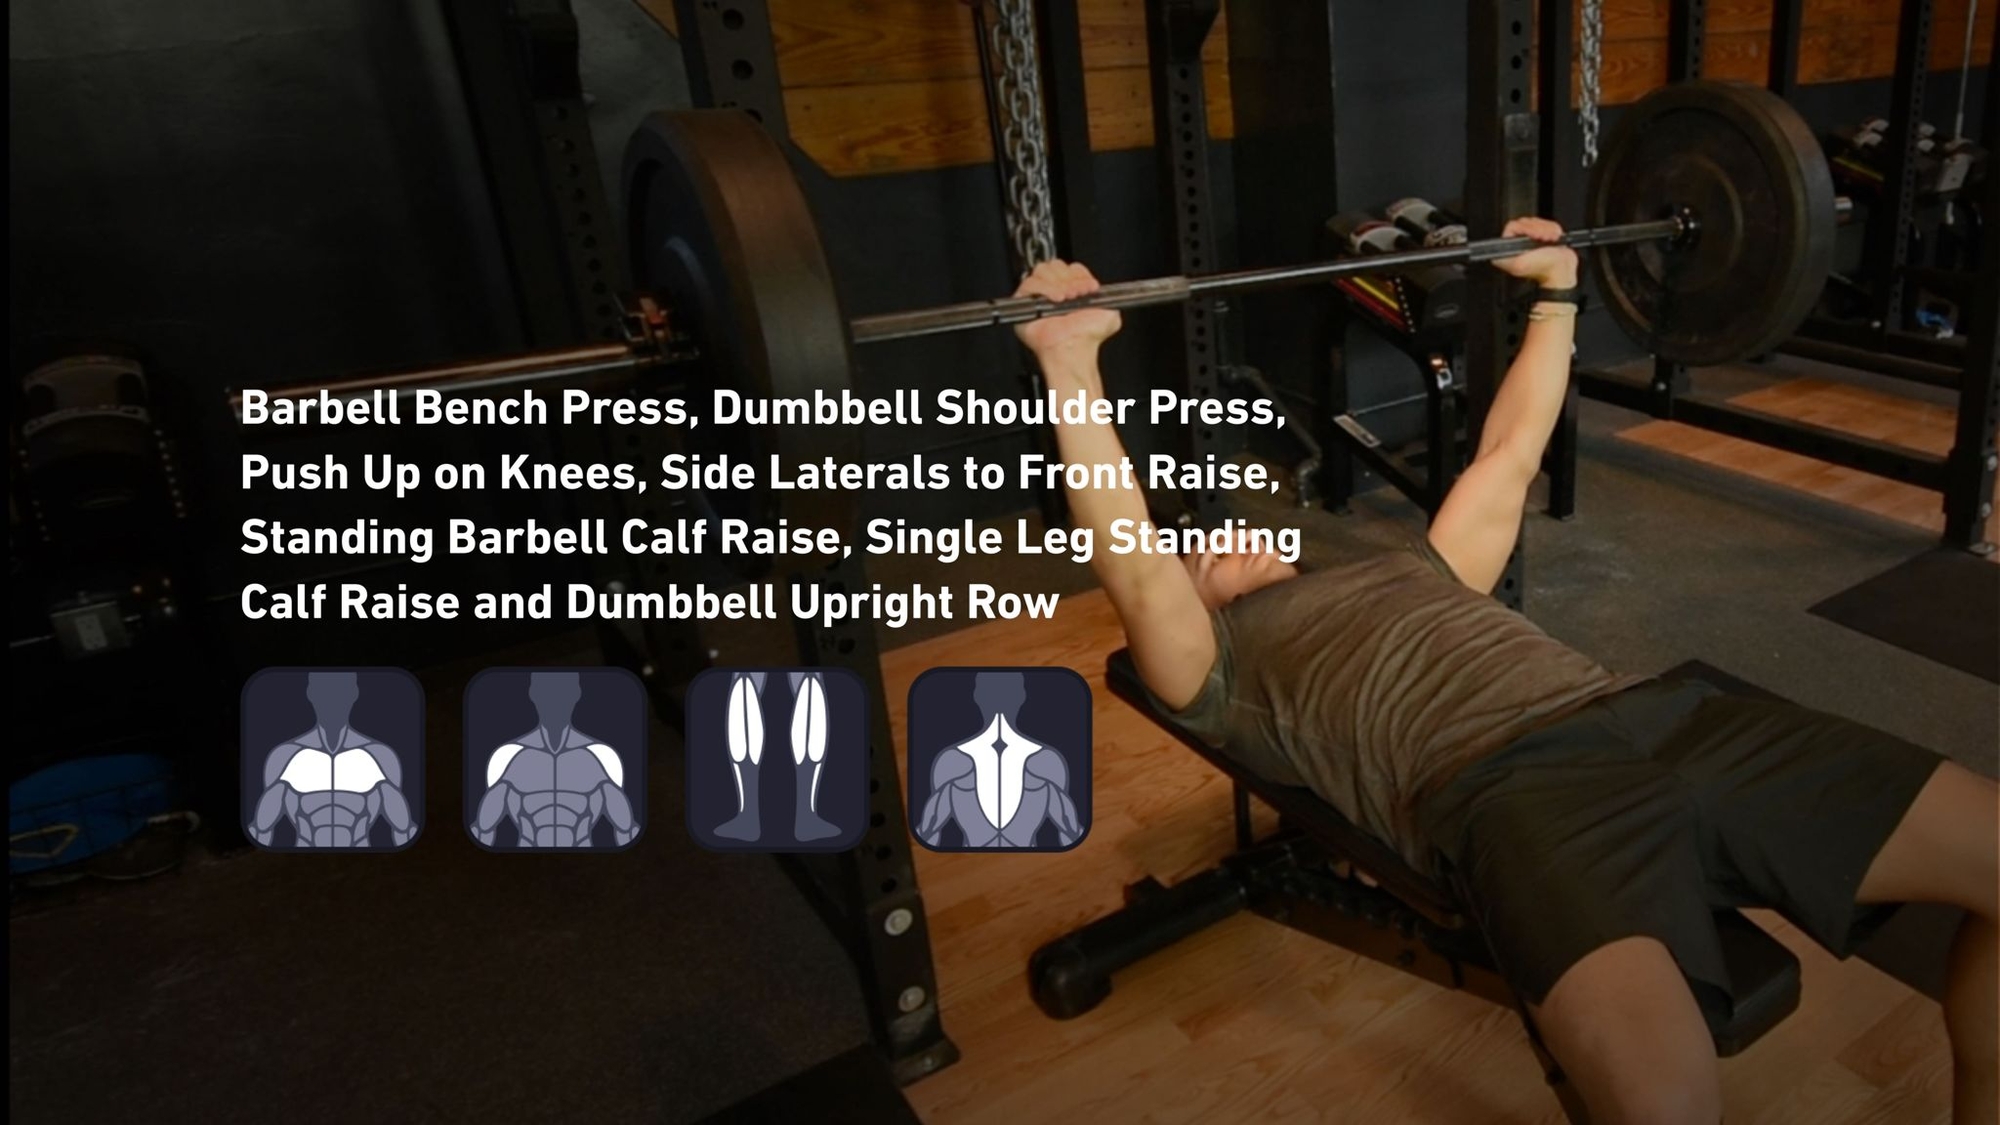 Barbell Bench Press, Dumbbell Shoulder Press,
Push Up on Knees, Side Laterals to Front Raise,
Standing Barbell Calf Raise, Single Leg Standing
Calf Raise and Dumbbell Upright Row